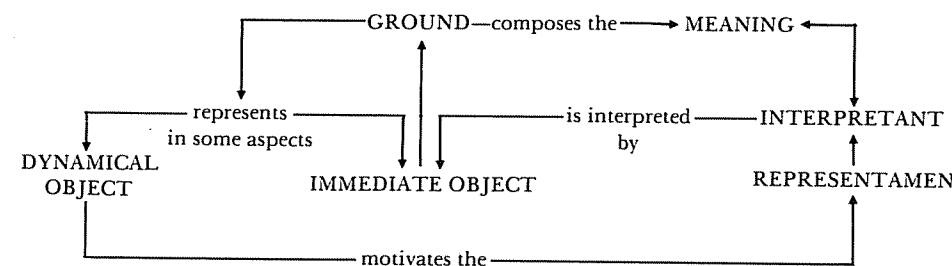 GROUND—composes the MEANING
represents
in some aspects
is interpreted
by
INTERPRETANT
DYNAMICAL
OBJECT
IMMEDIATE OBJECT
REPRESENTAMEN
motivates the